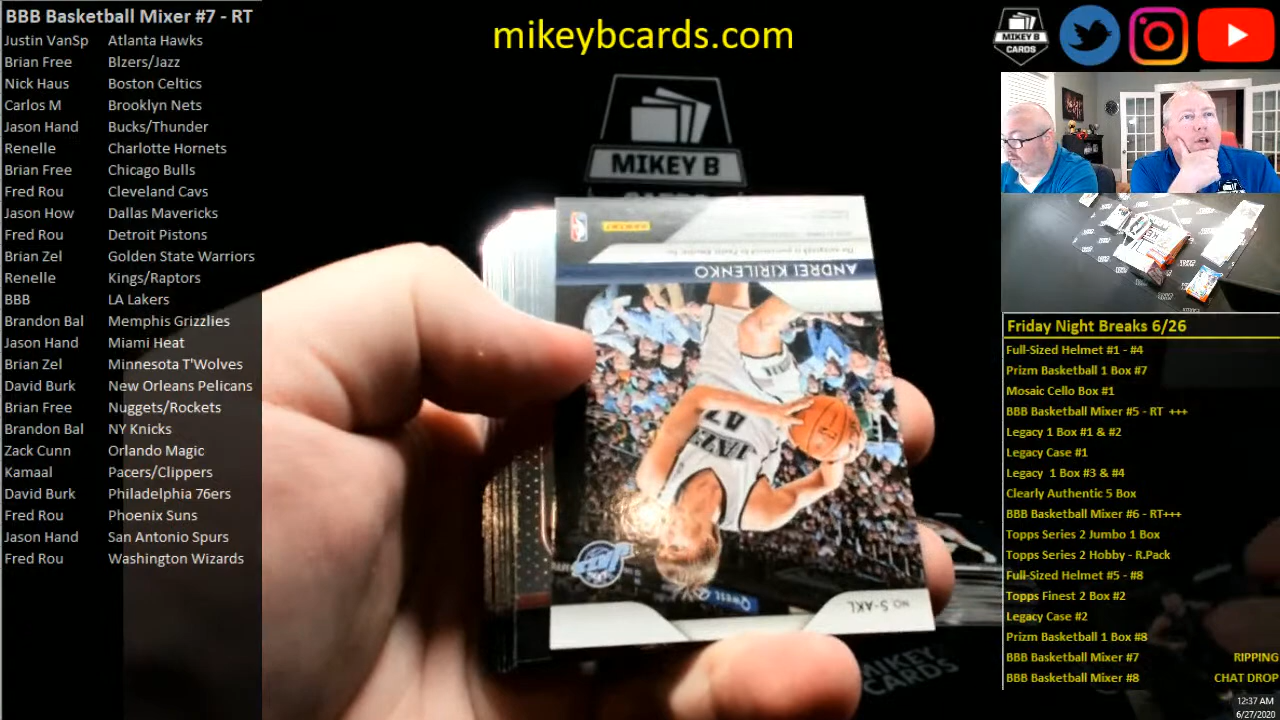 BBB Basketball Mixer #7 - RT
Justin VanSp Atlanta Hawks
Brian Free Blzers/Jazz
Nick Haus Boston Celtics
Carlos M Brooklyn Nets
Jason Hand Bucks/Thunder
Renelle Charlotte Hornets
Brian Free Chicago Bulls
Fred Rou Cleveland Cavs
Jason How Dallas Mavericks
Fred Rou Detroit Pistons
Brian Zel Golden State Warriors
Renelle Kings/Raptors
BBB LA Lakers
Brandon Bal Memphis Grizzlies
Jason Hand Miami Heat
Brian Zel Minnesota T'Wolves
David Burk New Orleans Pelicans
Brian Free Nuggets/Rockets
Brandon Bal NY Knicks
Zack Cunn Orlando Magic
Kamaal Pacers/Clippers
David Burk Philadelphia 76ers
Fred Rou Phoenix Suns
Jason Hand San Antonio Spurs
Fred Rou Washington Wizards
mikeybcards.com
MIKEY B
NO. S-AKL
JAZZ
47
ANDREI KIRILENKO
PANINI
MIKEY
CARDS
MIKEY B
CARDS
Friday Night Breaks 6/26
Full-Sized Helmet #1 - #4
Prizm Basketball 1 Box #7
Mosaic Cello Box #1
BBB Basketball Mixer #5 - RT +++
Legacy 1 Box #1 & #2
Legacy Case #1
Legacy 1 Box #3 & #4
Clearly Authentic 5 Box
BBB Basketball Mixer #6 - RT+++
Topps Series 2 Jumbo 1 Box
Topps Series 2 Hobby - R.Pack
Full-Sized Helmet #5 - #8
Topps Finest 2 Box #2
Legacy Case #2
Prizm Basketball 1 Box #8
BBB Basketball Mixer #7 RIPPING
BBB Basketball Mixer #8 CHAT DROP
12:37 AM
6/27/2020